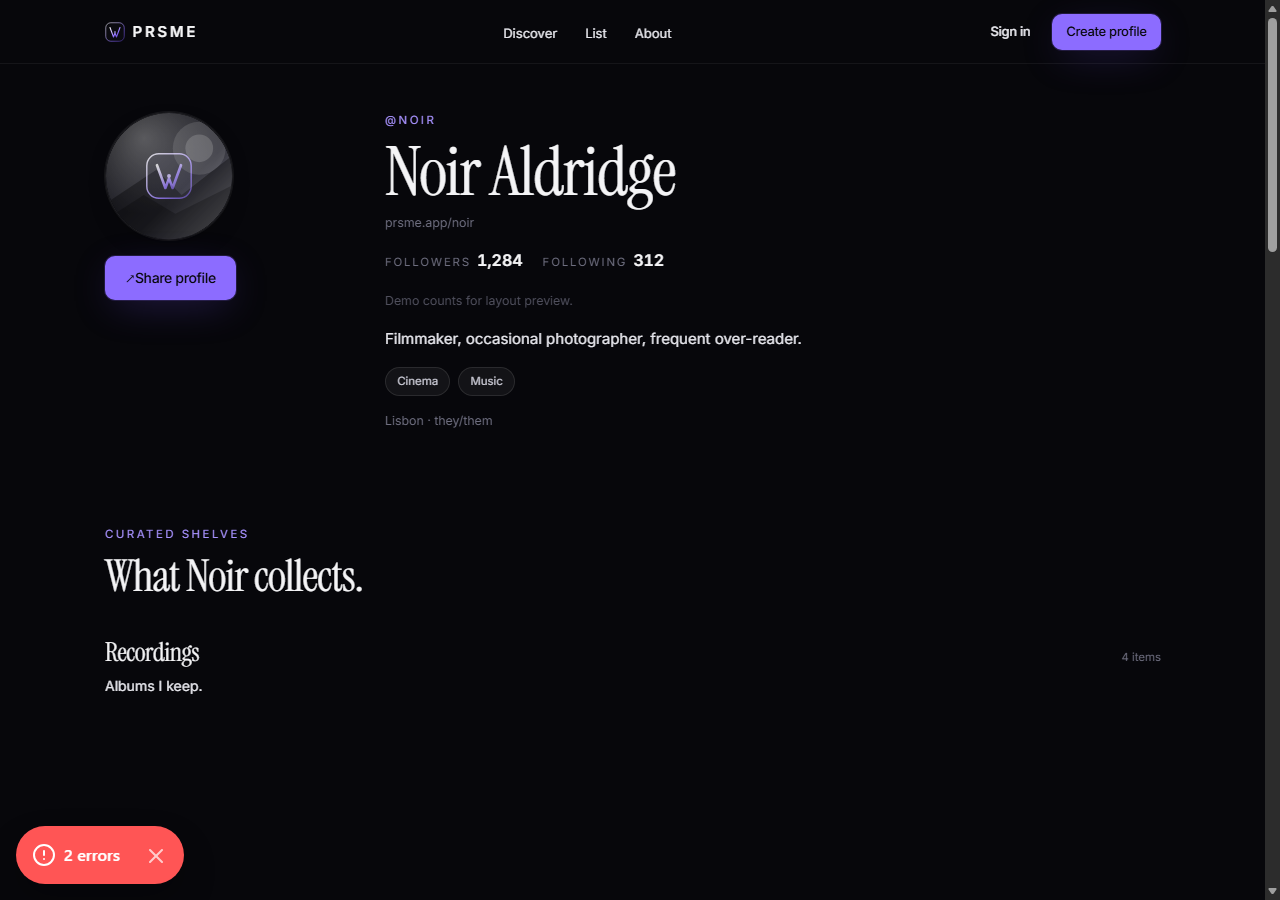 PRSME
Discover
List
About
Sign in
Create profile
@NOIR
Noir Aldridge
prsme.app/noir
↗Share profile
FOLLOWERS 1,284 FOLLOWING 312
Demo counts for layout preview.
Filmmaker, occasional photographer, frequent over-reader.
Cinema
Music
Lisbon · they/them
CURATED SHELVES
What Noir collects.
Recordings
4 items
Albums I keep.
2 errors